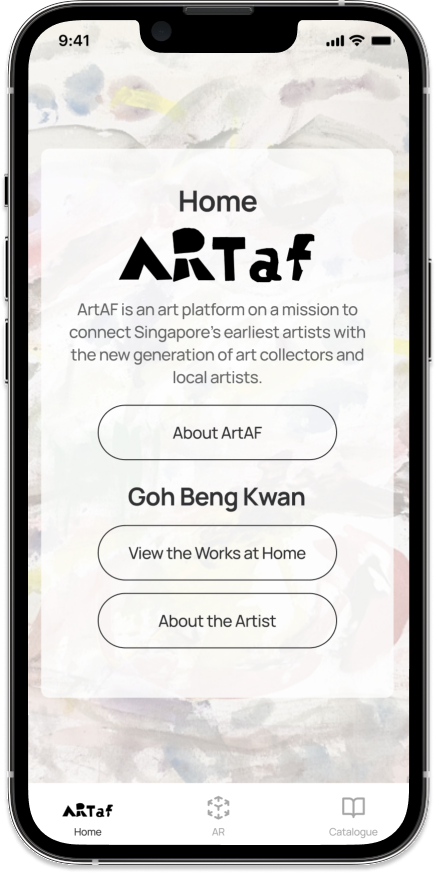 9:41
Home
ARTaf
ArtAF is an art platform on a mission to
connect Singapore's earliest artists with
the new generation of art collectors and
local artists.
About ArtAF
Goh Beng Kwan
View the Works at Home
About the Artist
ARTaf
Home
AR
Catalogue